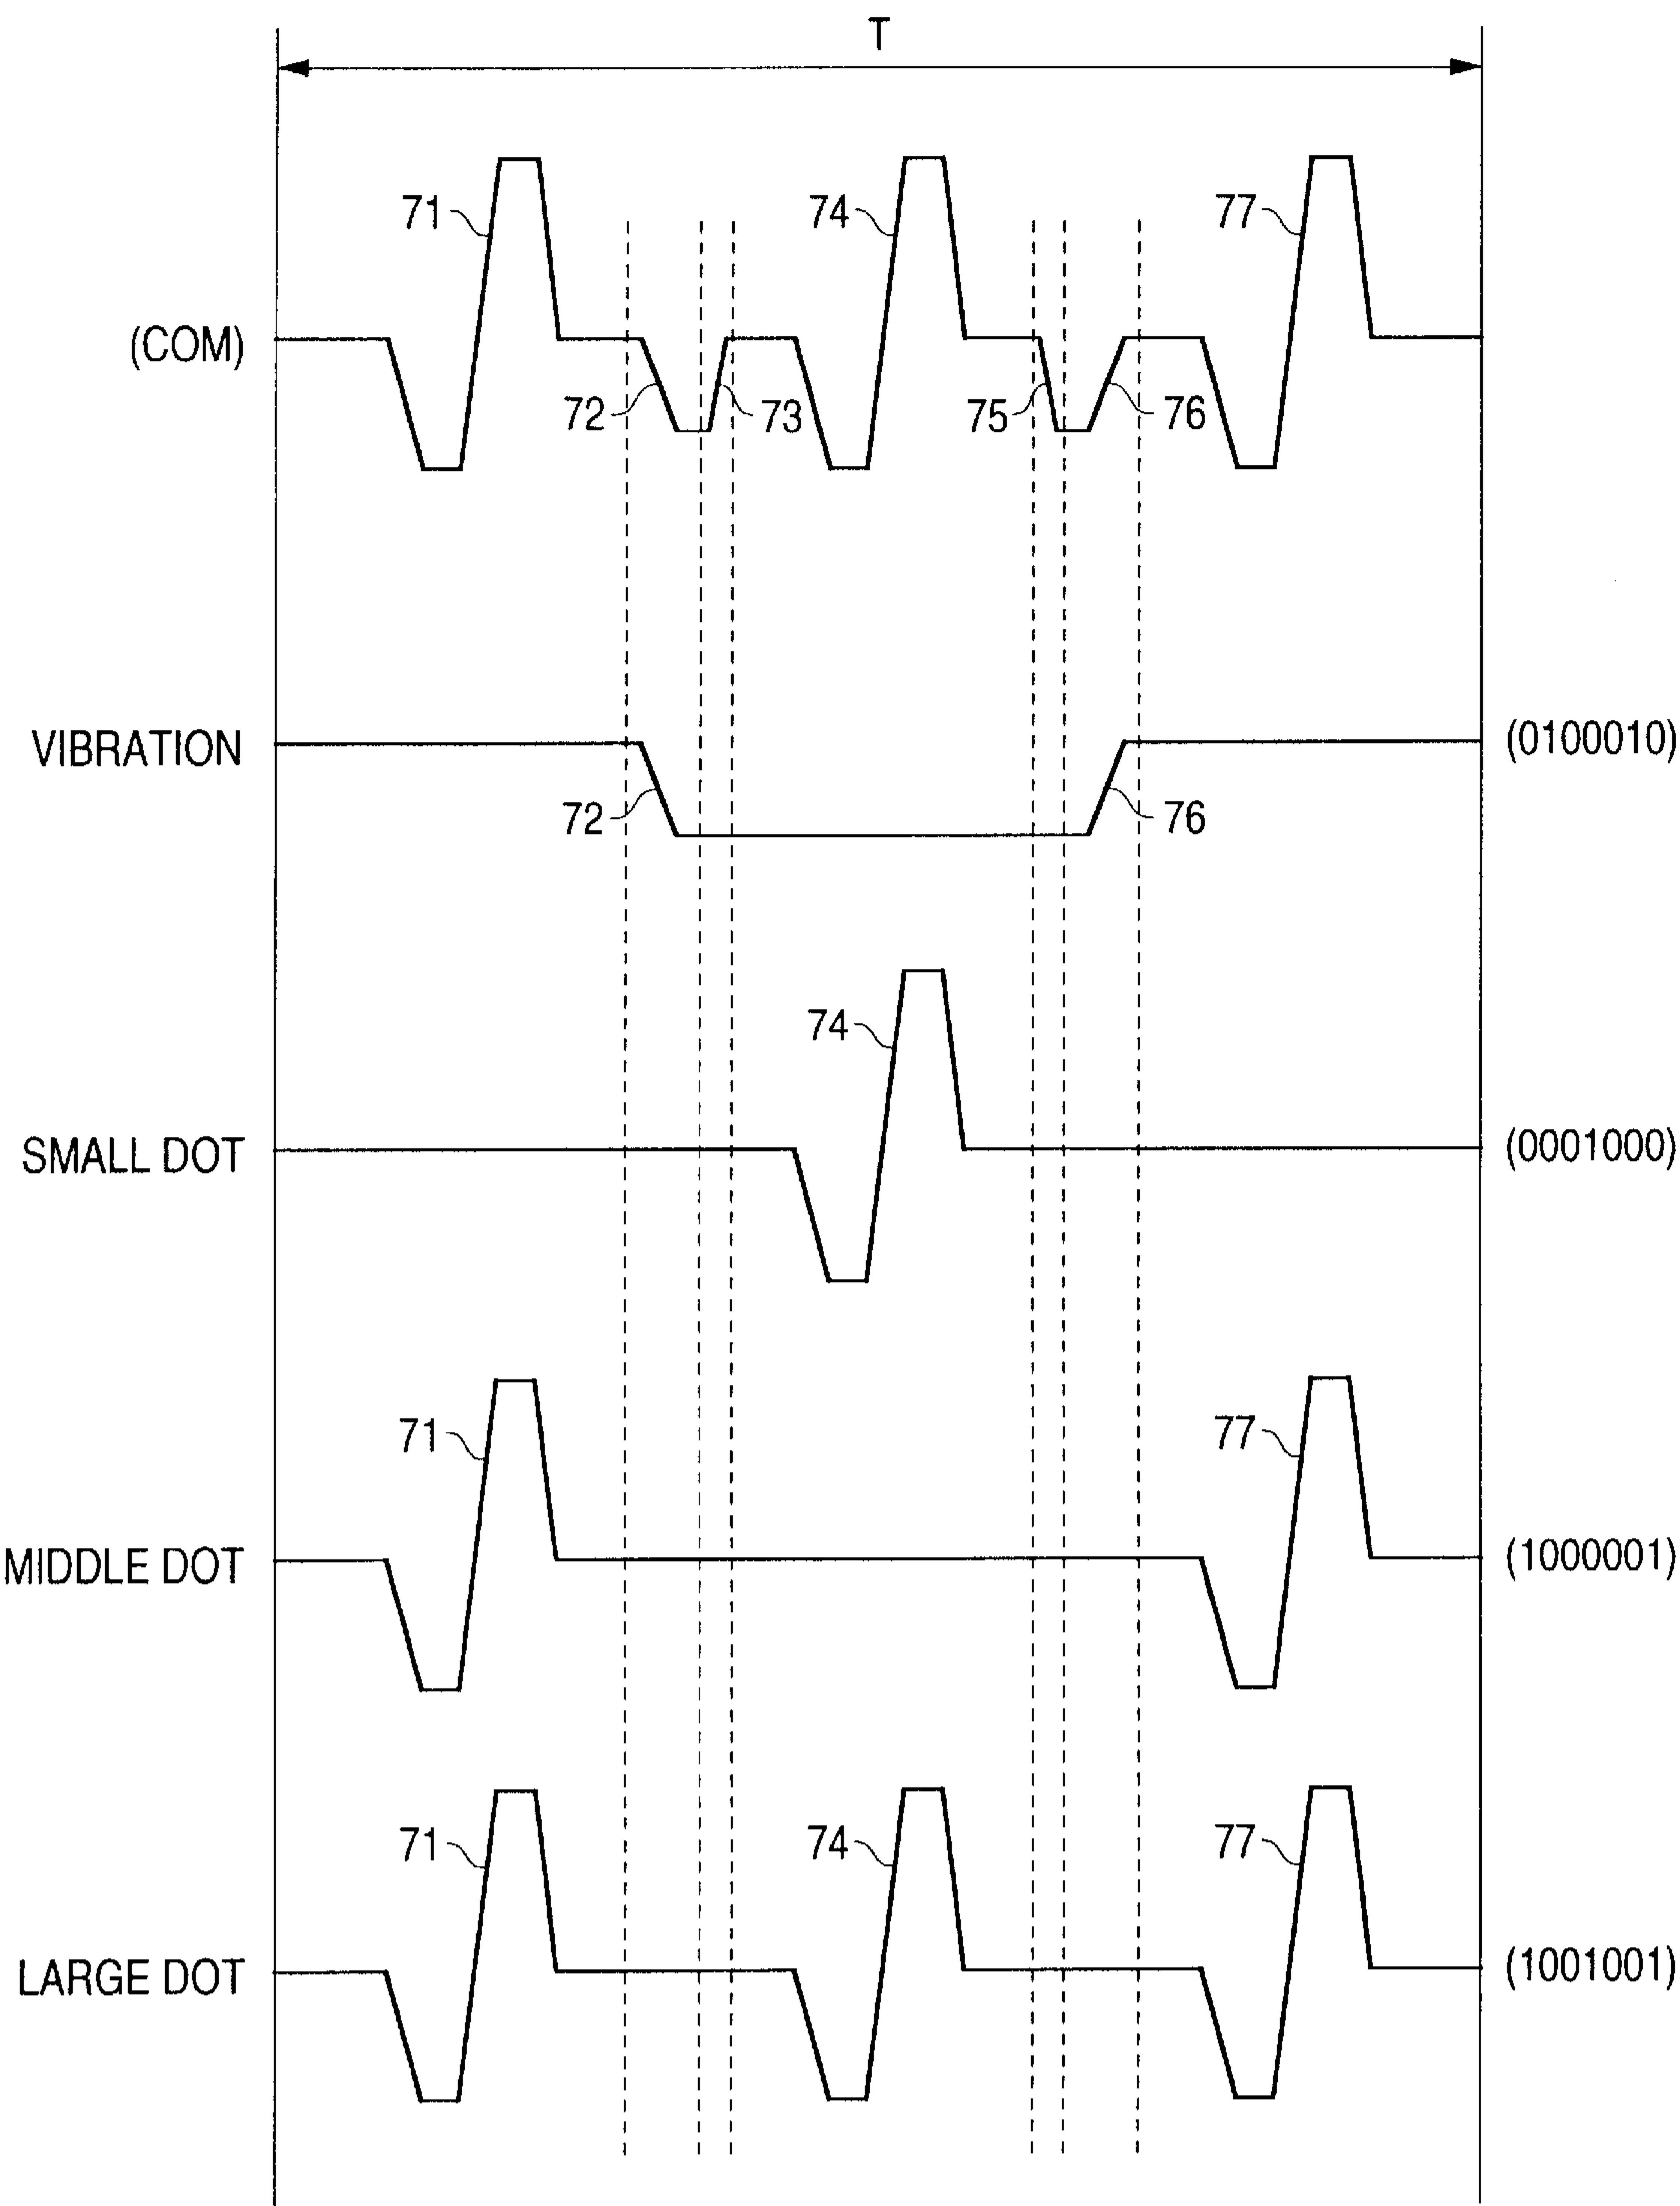 T
71 74 77
(COM)
72 73 75 76
VIBRATION (0100010)
72 76
74
SMALL DOT (0001000)
71 77
MIDDLE DOT (1000001)
71 74 77
LARGE DOT (1001001)